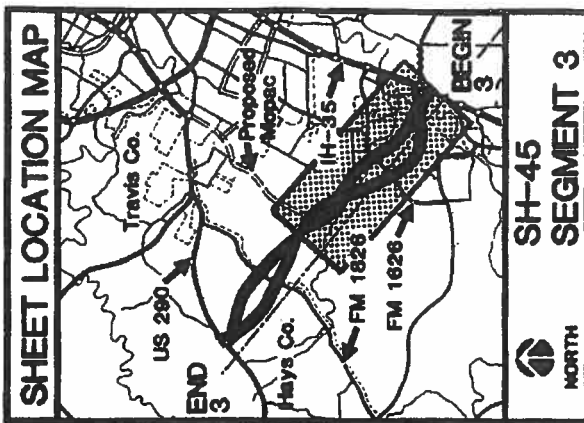 SHEET LOCATION MAP
Travis Co.
US 290
Proposed
Mopac
END
3
Hays Co.
IH-35
FM 1826
FM 1626
BEGIN
3
NORTH
SH-45
SEGMENT 3